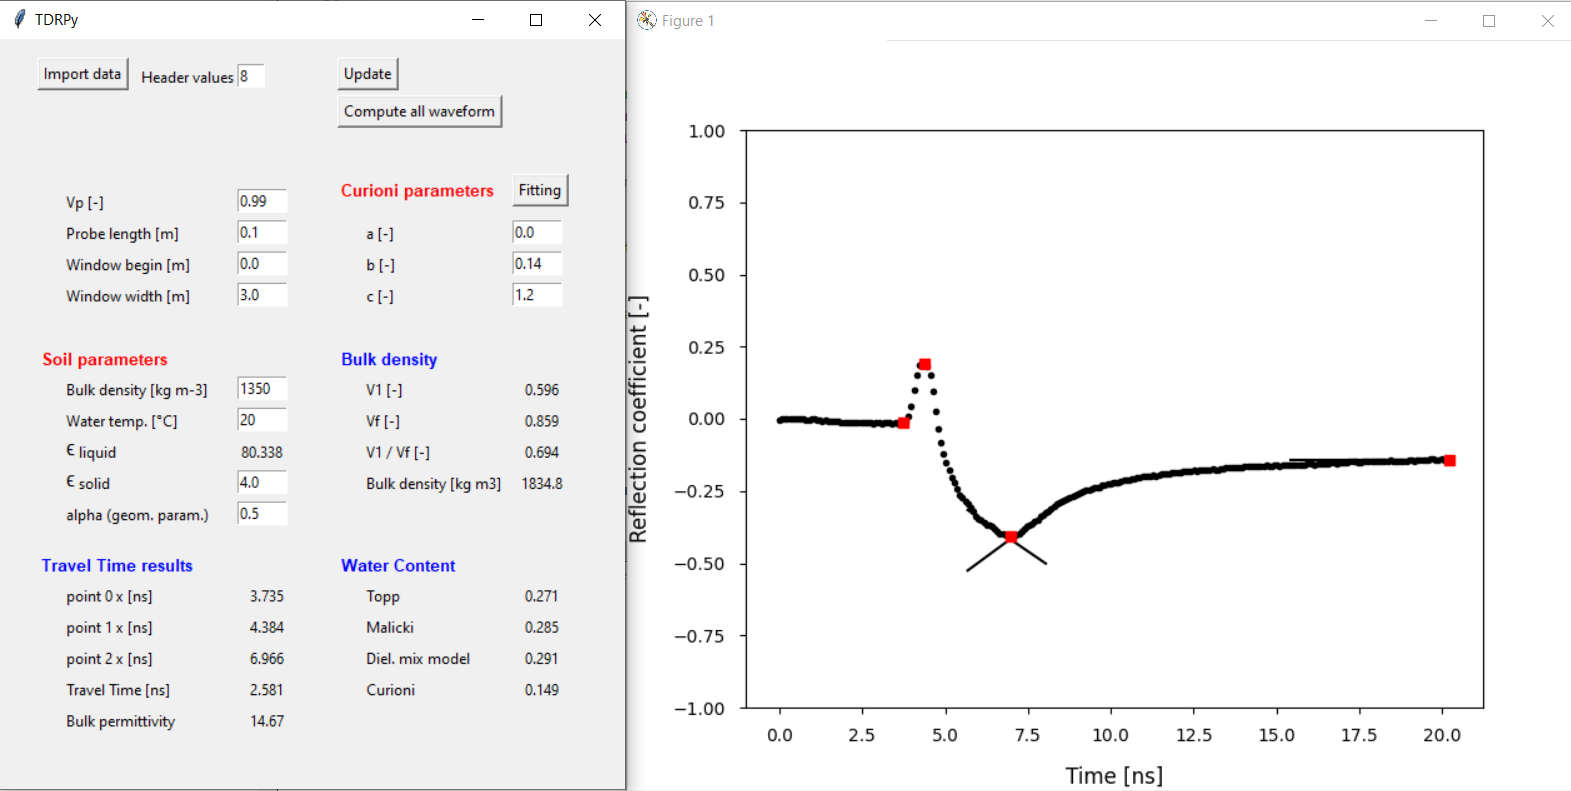 TDRPy
Import data
Header values 8
Update
Compute all waveform
Vp [-] 0.99
Probe length [m] 0.1
Window begin [m] 0.0
Window width [m] 3.0
Curioni parameters
Fitting
a [-] 0.0
b [-] 0.14
c [-] 1.2
Soil parameters
Bulk density [kg m-3] 1350
Water temp. [°C] 20
ϵ liquid 80.338
ϵ solid 4.0
alpha (geom. param.) 0.5
Bulk density
V1 [-] 0.596
Vf [-] 0.859
V1 / Vf [-] 0.694
Bulk density [kg m3] 1834.8
Travel Time results
point 0 x [ns] 3.735
point 1 x [ns] 4.384
point 2 x [ns] 6.966
Travel Time [ns] 2.581
Bulk permittivity 14.67
Water Content
Topp 0.271
Malicki 0.285
Diel. mix model 0.291
Curioni 0.149
Figure 1
Reflection coefficient [-]
1.00
0.75
0.50
0.25
0.00
−0.25
−0.50
−0.75
−1.00
0.0 2.5 5.0 7.5 10.0 12.5 15.0 17.5 20.0
Time [ns]